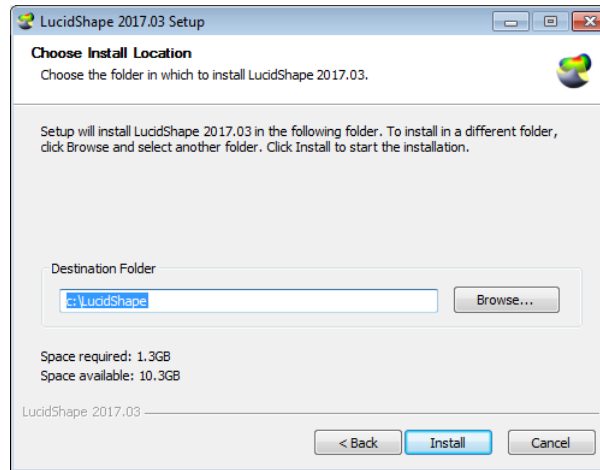 LucidShape 2017.03 Setup
Choose Install Location
Choose the folder in which to install LucidShape 2017.03.
Setup will install LucidShape 2017.03 in the following folder. To install in a different folder,
click Browse and select another folder. Click Install to start the installation.
Destination Folder
c:\LucidShape
Browse...
Space required: 1.3GB
Space available: 10.3GB
LucidShape 2017.03
< Back
Install
Cancel